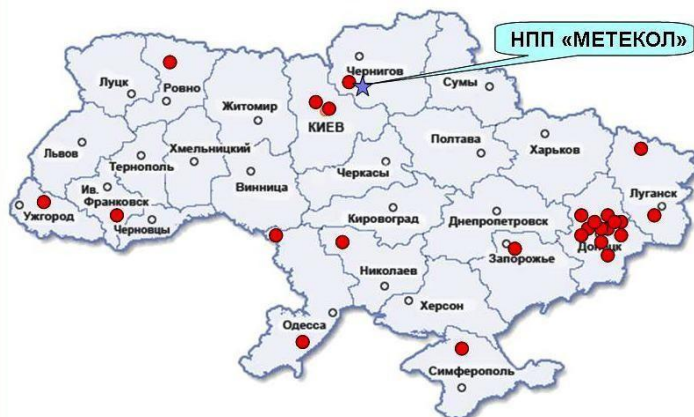 НПП «МЕТЕКОЛ»
Чернигов
Луцк
Ровно
Сумы
Житомир
КИЕВ
Львов
Тернополь
Хмельницкий
Полтава
Харьков
Винница
Черкасы
Ив.
Франковск
Луганск
Ужгород
Черновцы
Кировоград
Днепропетровск
Донецк
Запорожье
Николаев
Херсон
Одесса
Симферополь